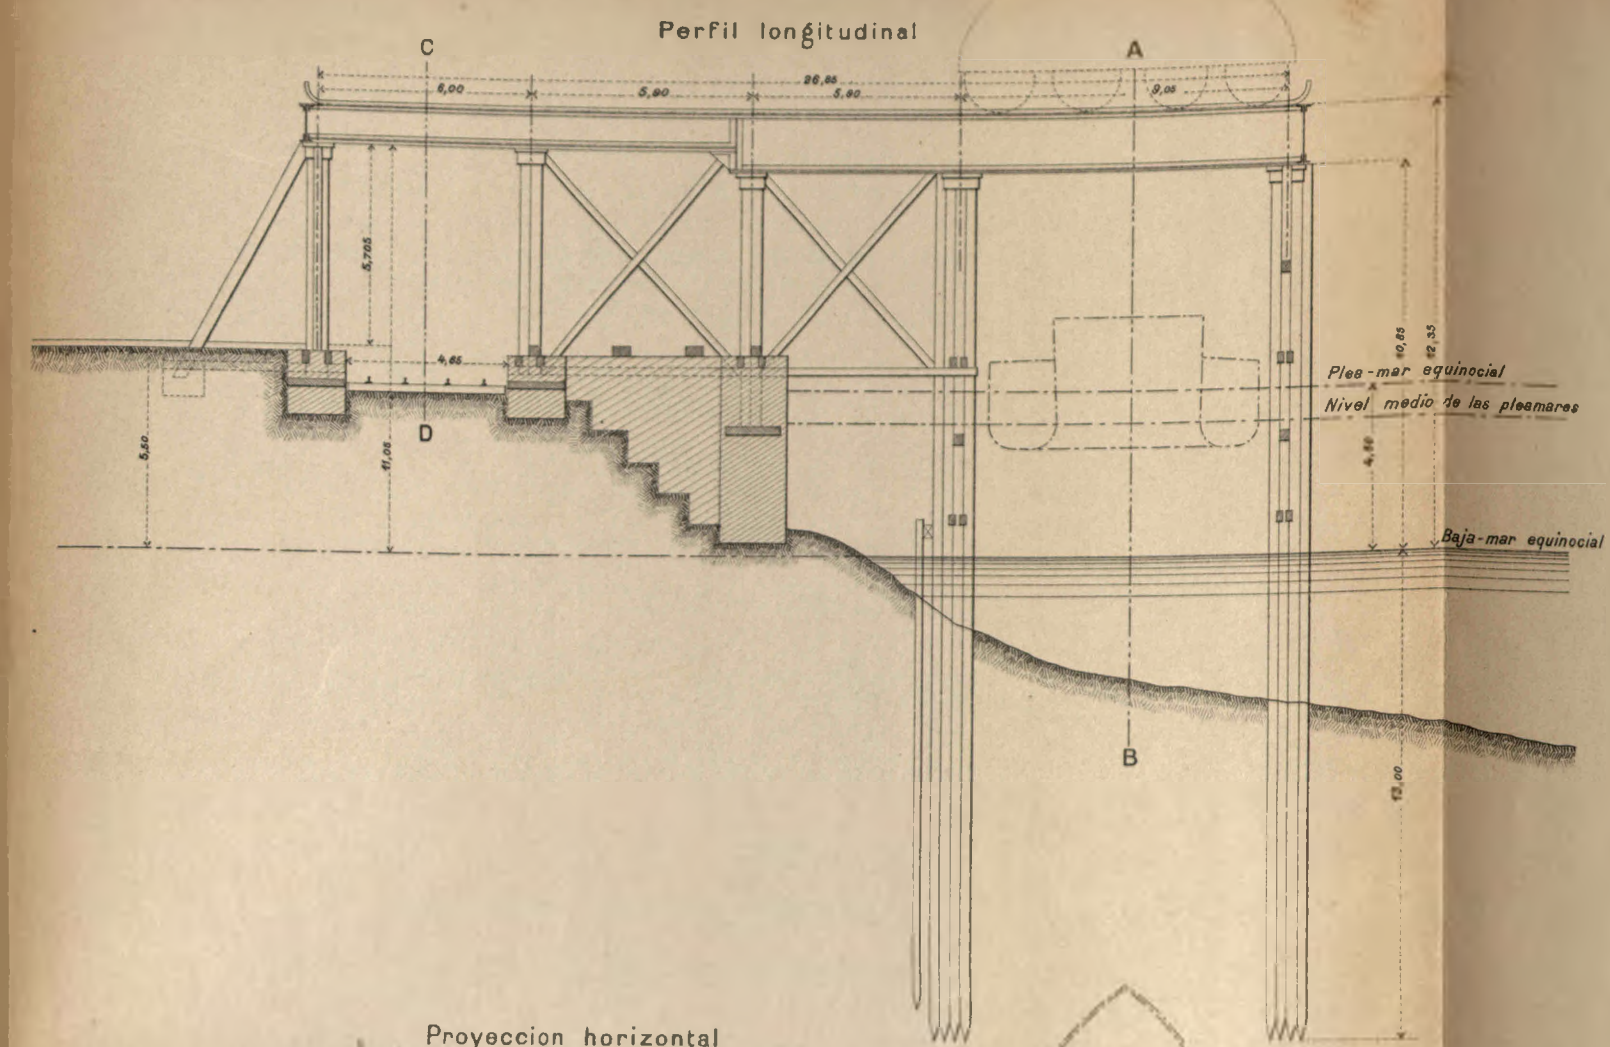 Perfil longitudinal
C
A
26,85
6,00
5,90
5,90
9,05
5,705
4,65
D
11,05
5,50
10,85
12,35
Plea-mar equinocial
Nivel medio de las pleamares
4,50
Baja-mar equinocial
B
13,00
Proyeccion horizontal